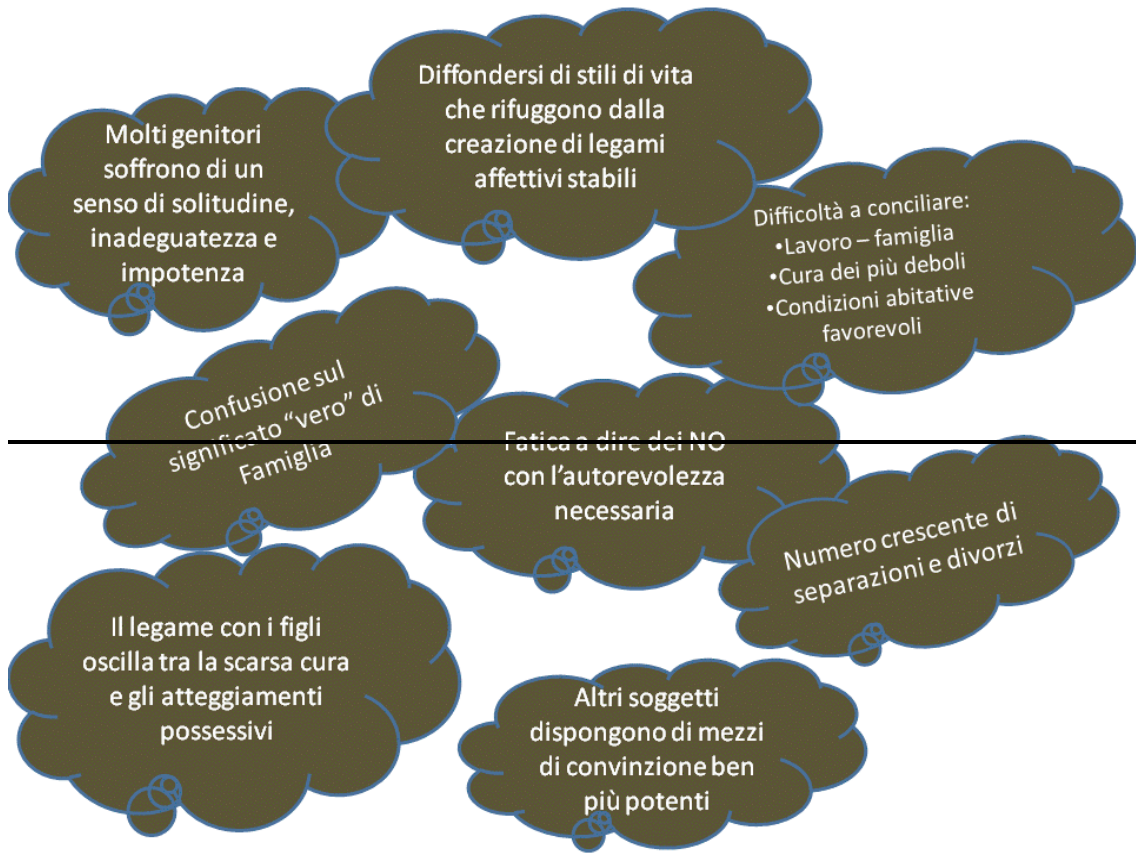 Molti genitori
soffrono di un
senso di solitudine,
inadeguatezza e
impotenza
Diffondersi di stili di vita
che rifuggono dalla
creazione di legami
affettivi stabili
Difficoltà a conciliare:
•Lavoro – famiglia
•Cura dei più deboli
•Condizioni abitative
favorevoli
Confusione sul
significato “vero” di
Famiglia
Fatica a dire dei NO
con l’autorevolezza
necessaria
Numero crescente di
separazioni e divorzi
Il legame con i figli
oscilla tra la scarsa cura
e gli atteggiamenti
possessivi
Altri soggetti
dispongono di mezzi
di convinzione ben
più potenti